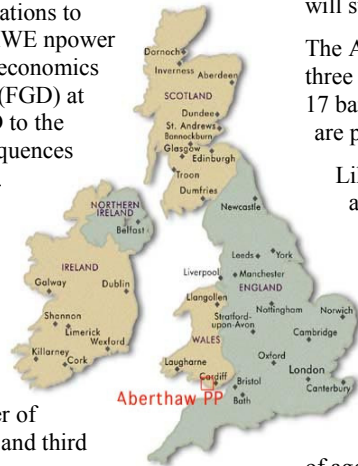 ations to
WE npower
economics
(FGD) at
D to the
quences
er of
and third
will s
The A
three
17 ba
are p
Li
a
of ag
Dornoch
Inverness
Aberdeen
SCOTLAND
Dundee
St. Andrews
Bannockburn
Glasgow
Edinburgh
Troon
Dumfries
Newcastle
NORTHERN
IRELAND
Belfast
IRELAND
Galway
Dublin
Shannon
Limerick
Wexford
Killarney
Cork
Leeds
York
Liverpool
Manchester
ENGLAND
Llangollen
Nottingham
Norwich
Stratford-
upon-Avon
Cambridge
WALES
Laugharne
Oxford
Cardiff
Bristol
London
Bath
Canterbury
Aberthaw PP